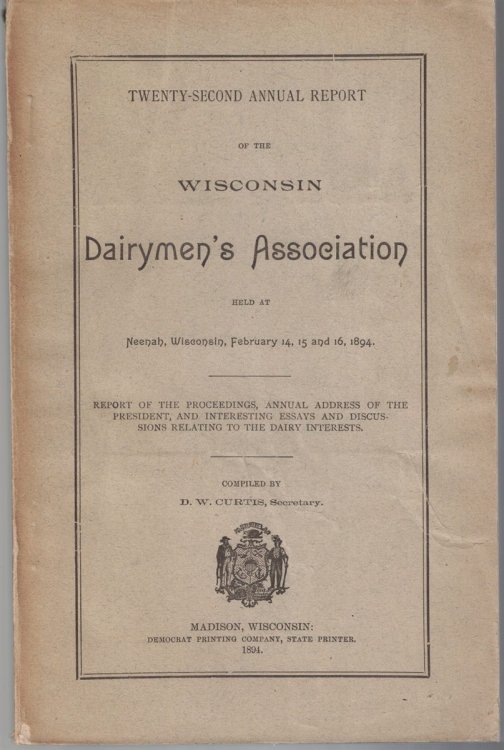 TWENTY-SECOND ANNUAL REPORT
OF THE
WISCONSIN
Dairymen's Association
HELD AT
Neenah, Wisconsin, February 14, 15 and 16, 1894.
REPORT OF THE PROCEEDINGS, ANNUAL ADDRESS OF THE
PRESIDENT, AND INTERESTING ESSAYS AND DISCUS-
SIONS RELATING TO THE DAIRY INTERESTS.
COMPILED BY
D. W. CURTIS, Secretary.
MADISON, WISCONSIN:
DEMOCRAT PRINTING COMPANY, STATE PRINTER.
1894.